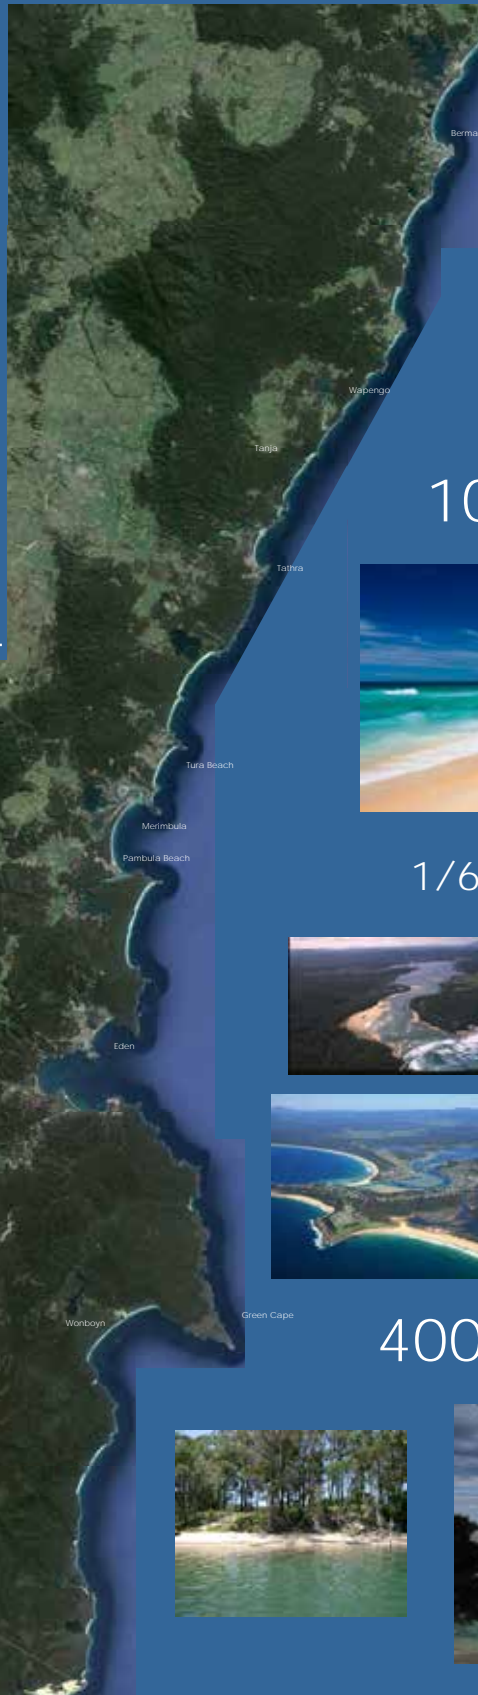 Berma
Wapengo
Tanja
10
Tathra
Tura Beach
Merimbula
Pambula Beach
1/6
Eden
Green Cape
Wonboyn
400